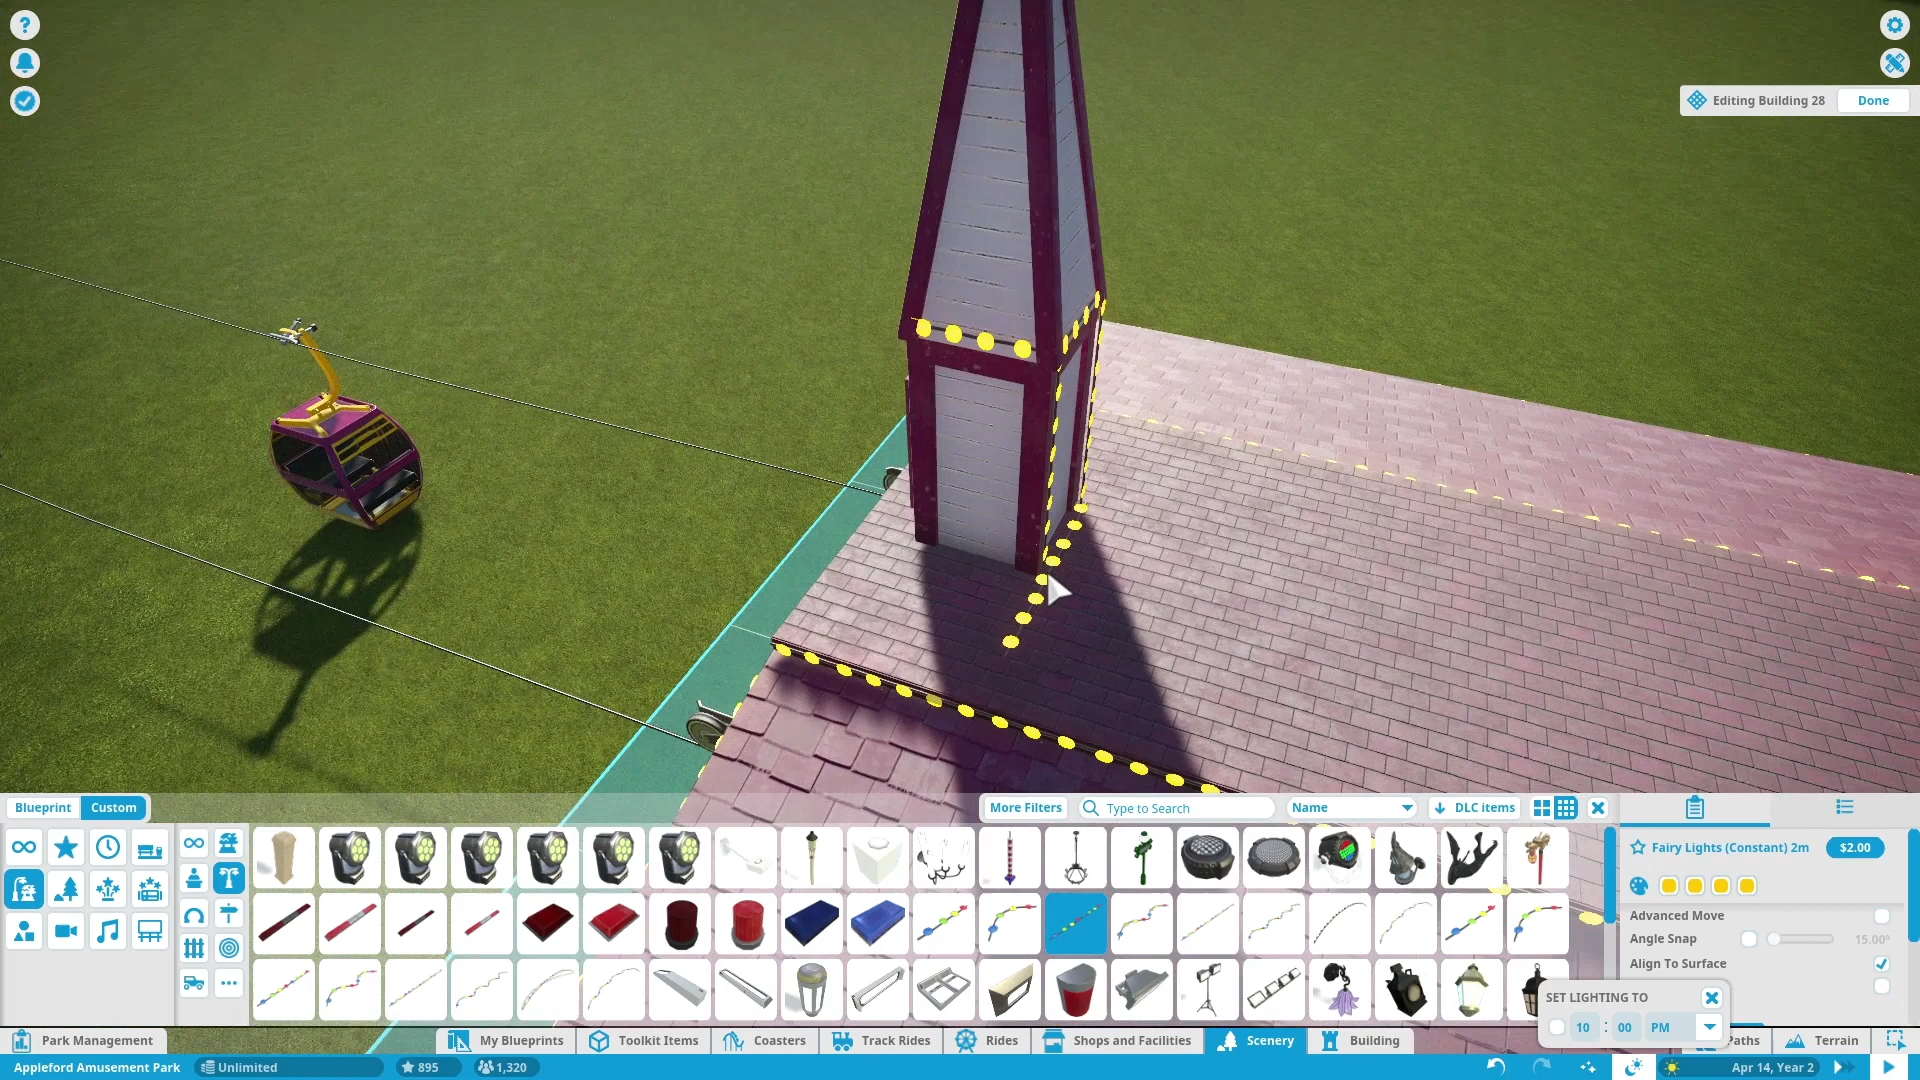 ?
Editing Building 28
Done
Blueprint
Custom
More Filters
Type to Search
Name
DLC items
Fairy Lights (Constant) 2m
$2.00
Advanced Move
Angle Snap
15.00°
Align To Surface
SET LIGHTING TO
10 : 00 PM
Park Management
My Blueprints
Toolkit Items
Coasters
Track Rides
Rides
Shops and Facilities
Scenery
Building
Paths
Terrain
Appleford Amusement Park
Unlimited
895
1,320
Apr 14, Year 2